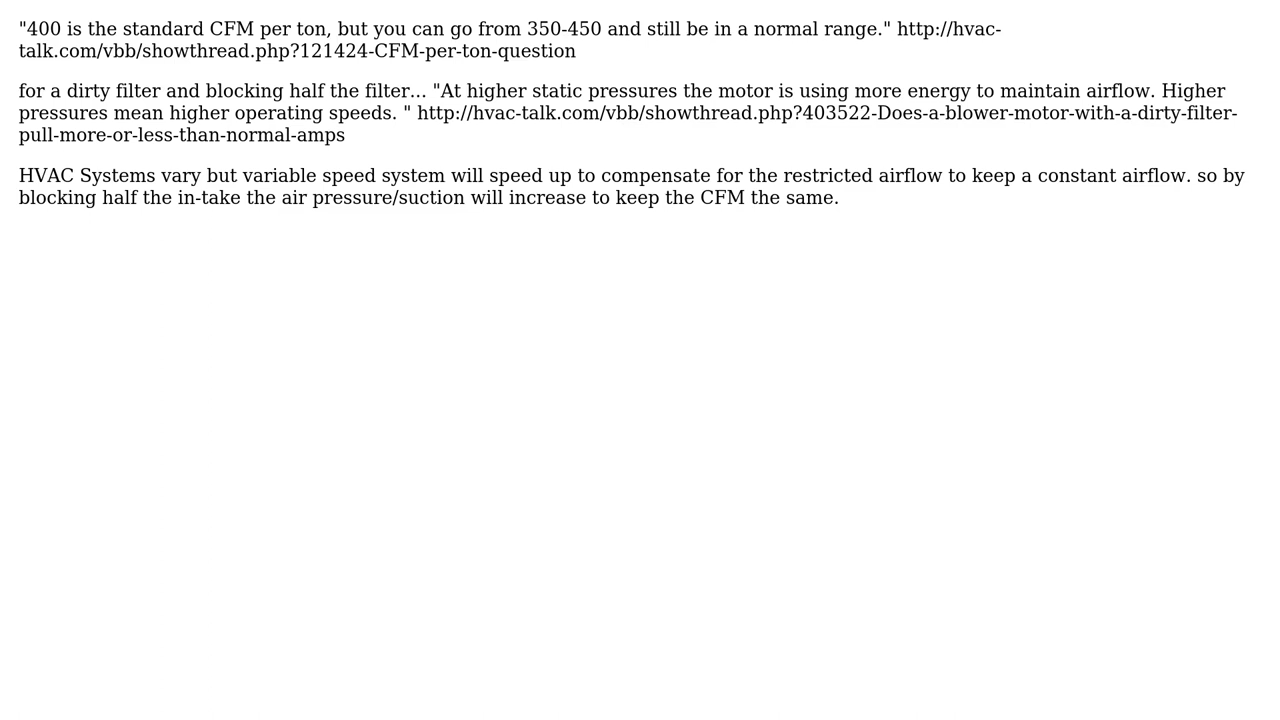 "400 is the standard CFM per ton, but you can go from 350-450 and still be in a normal range." http://hvac-
talk.com/vbb/showthread.php?121424-CFM-per-ton-question
for a dirty filter and blocking half the filter... "At higher static pressures the motor is using more energy to maintain airflow. Higher
pressures mean higher operating speeds. " http://hvac-talk.com/vbb/showthread.php?403522-Does-a-blower-motor-with-a-dirty-filter-
pull-more-or-less-than-normal-amps
HVAC Systems vary but variable speed system will speed up to compensate for the restricted airflow to keep a constant airflow. so by
blocking half the in-take the air pressure/suction will increase to keep the CFM the same.